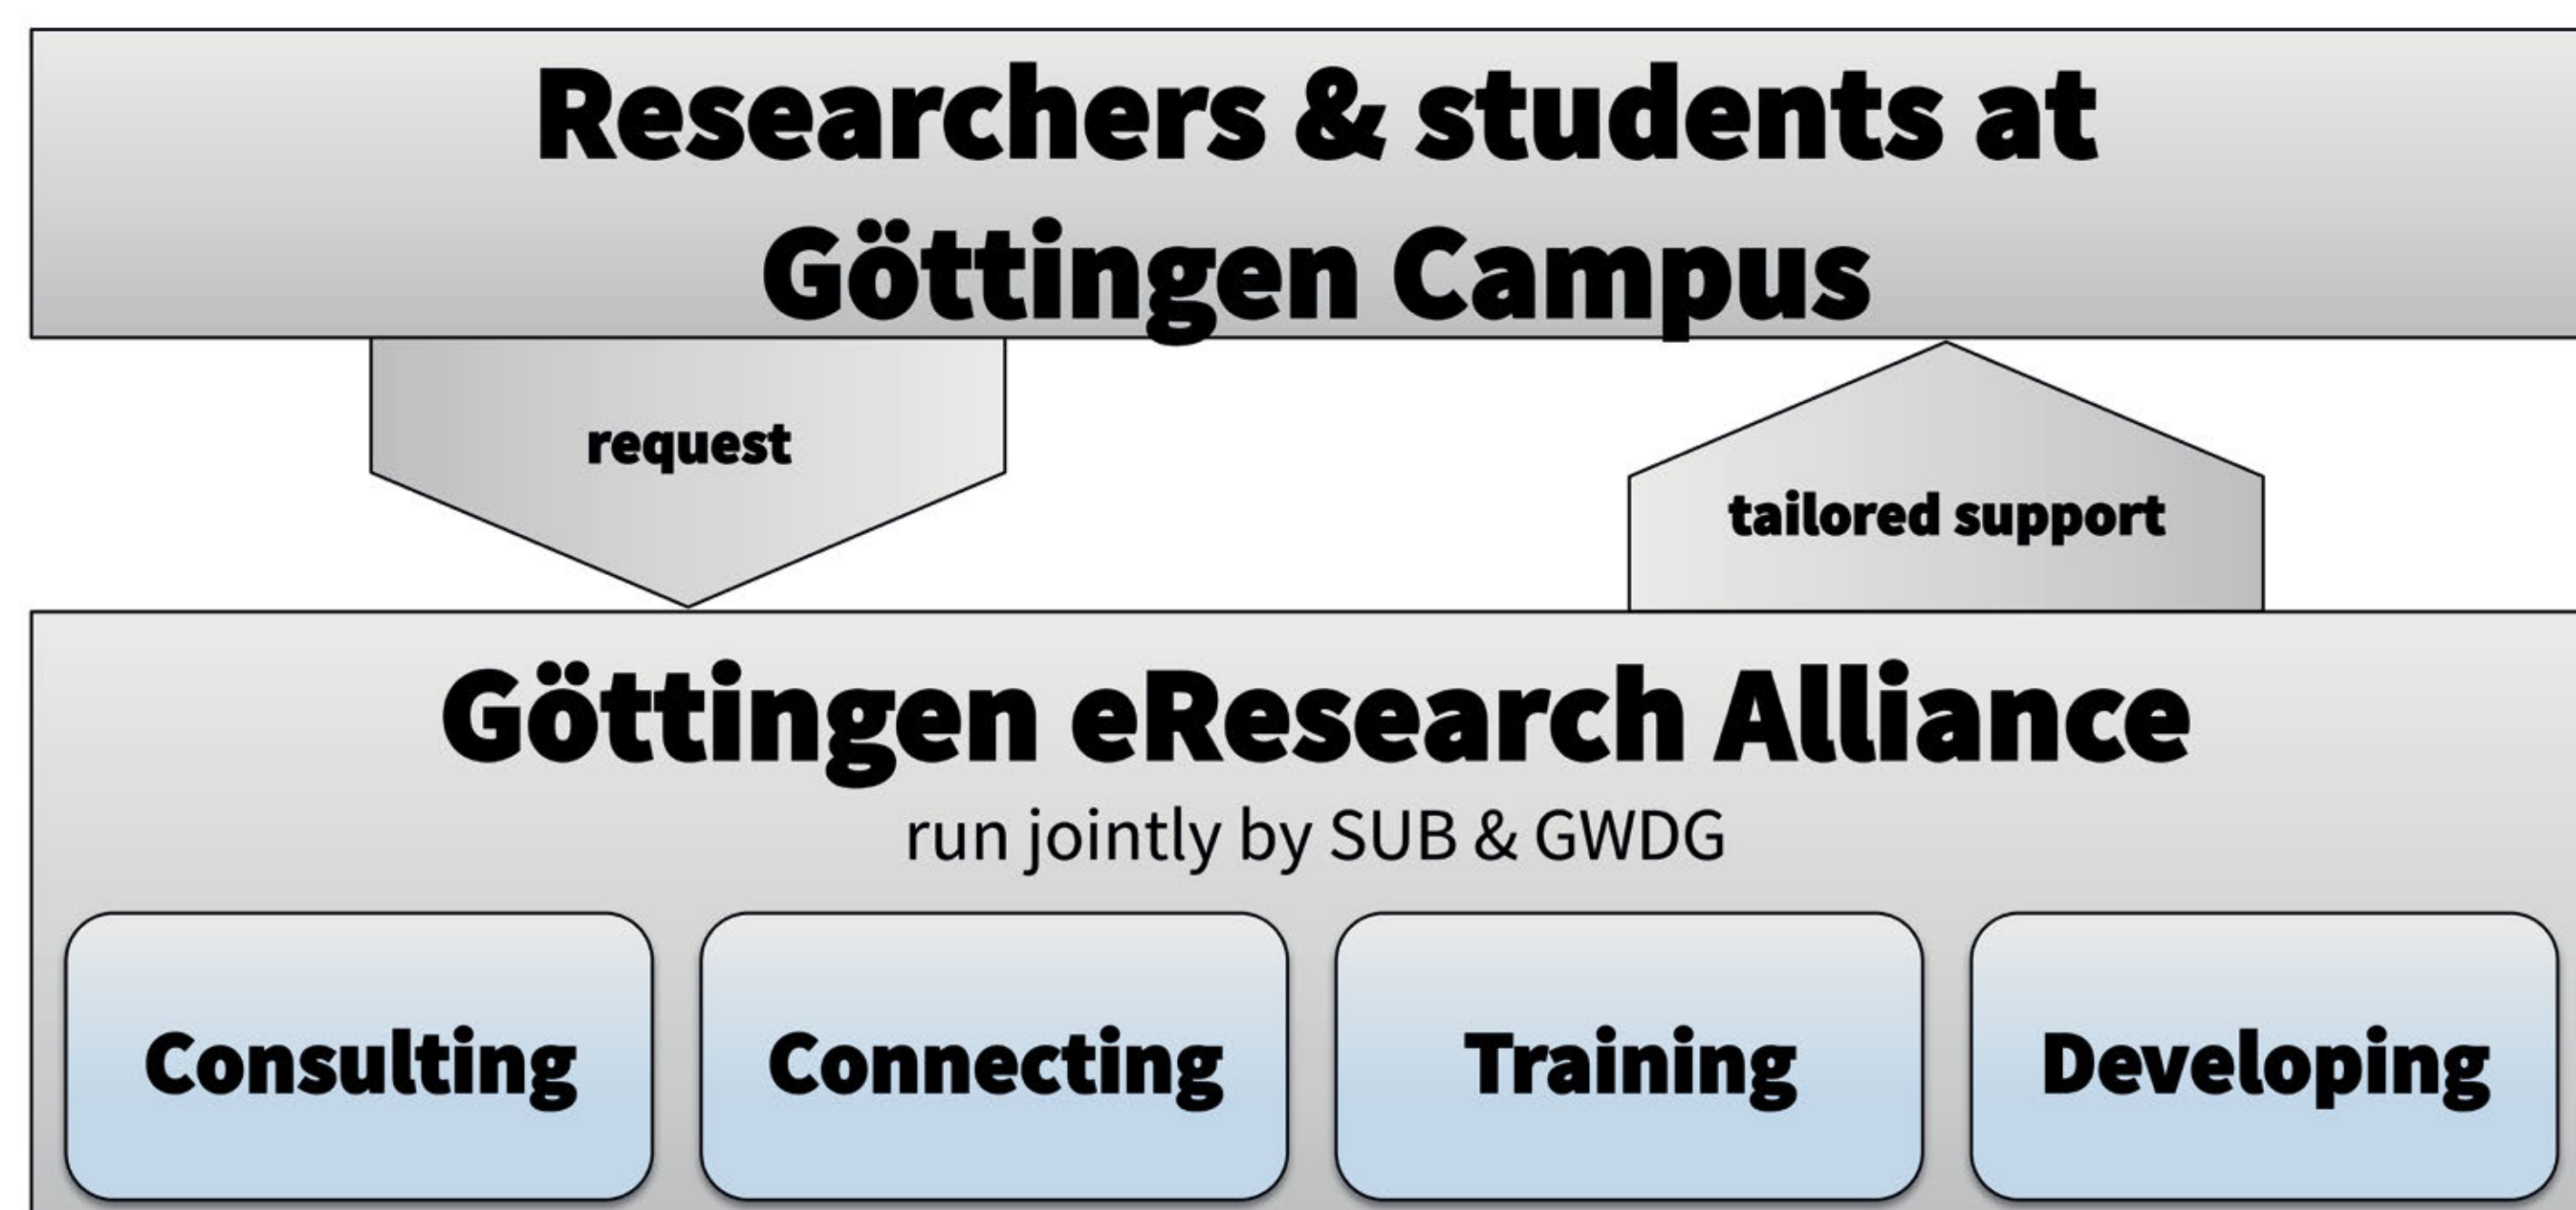 Researchers & students at
Göttingen Campus
request
tailored support
Göttingen eResearch Alliance
run jointly by SUB & GWDG
Consulting
Connecting
Training
Developing